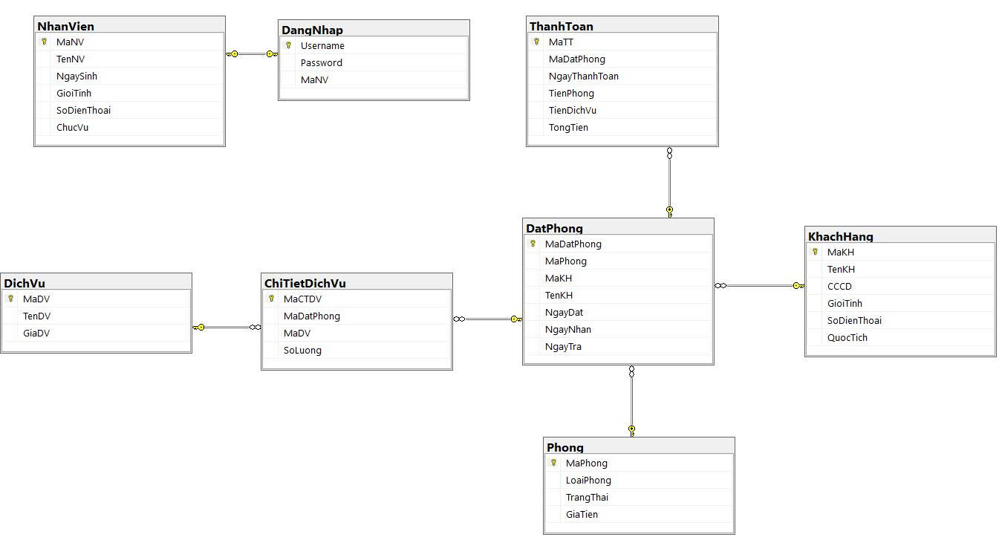 NhanVien
MaNV
TenNV
NgaySinh
GioiTinh
SoDienThoai
ChucVu
DangNhap
Username
Password
MaNV
ThanhToan
MaTT
MaDatPhong
NgayThanhToan
TienPhong
TienDichVu
TongTien
DichVu
MaDV
TenDV
GiaDV
ChiTietDichVu
MaCTDV
MaDatPhong
MaDV
SoLuong
DatPhong
MaDatPhong
MaPhong
MaKH
TenKH
NgayDat
NgayNhan
NgayTra
KhachHang
MaKH
TenKH
CCCD
GioiTinh
SoDienThoai
QuocTich
Phong
MaPhong
LoaiPhong
TrangThai
GiaTien